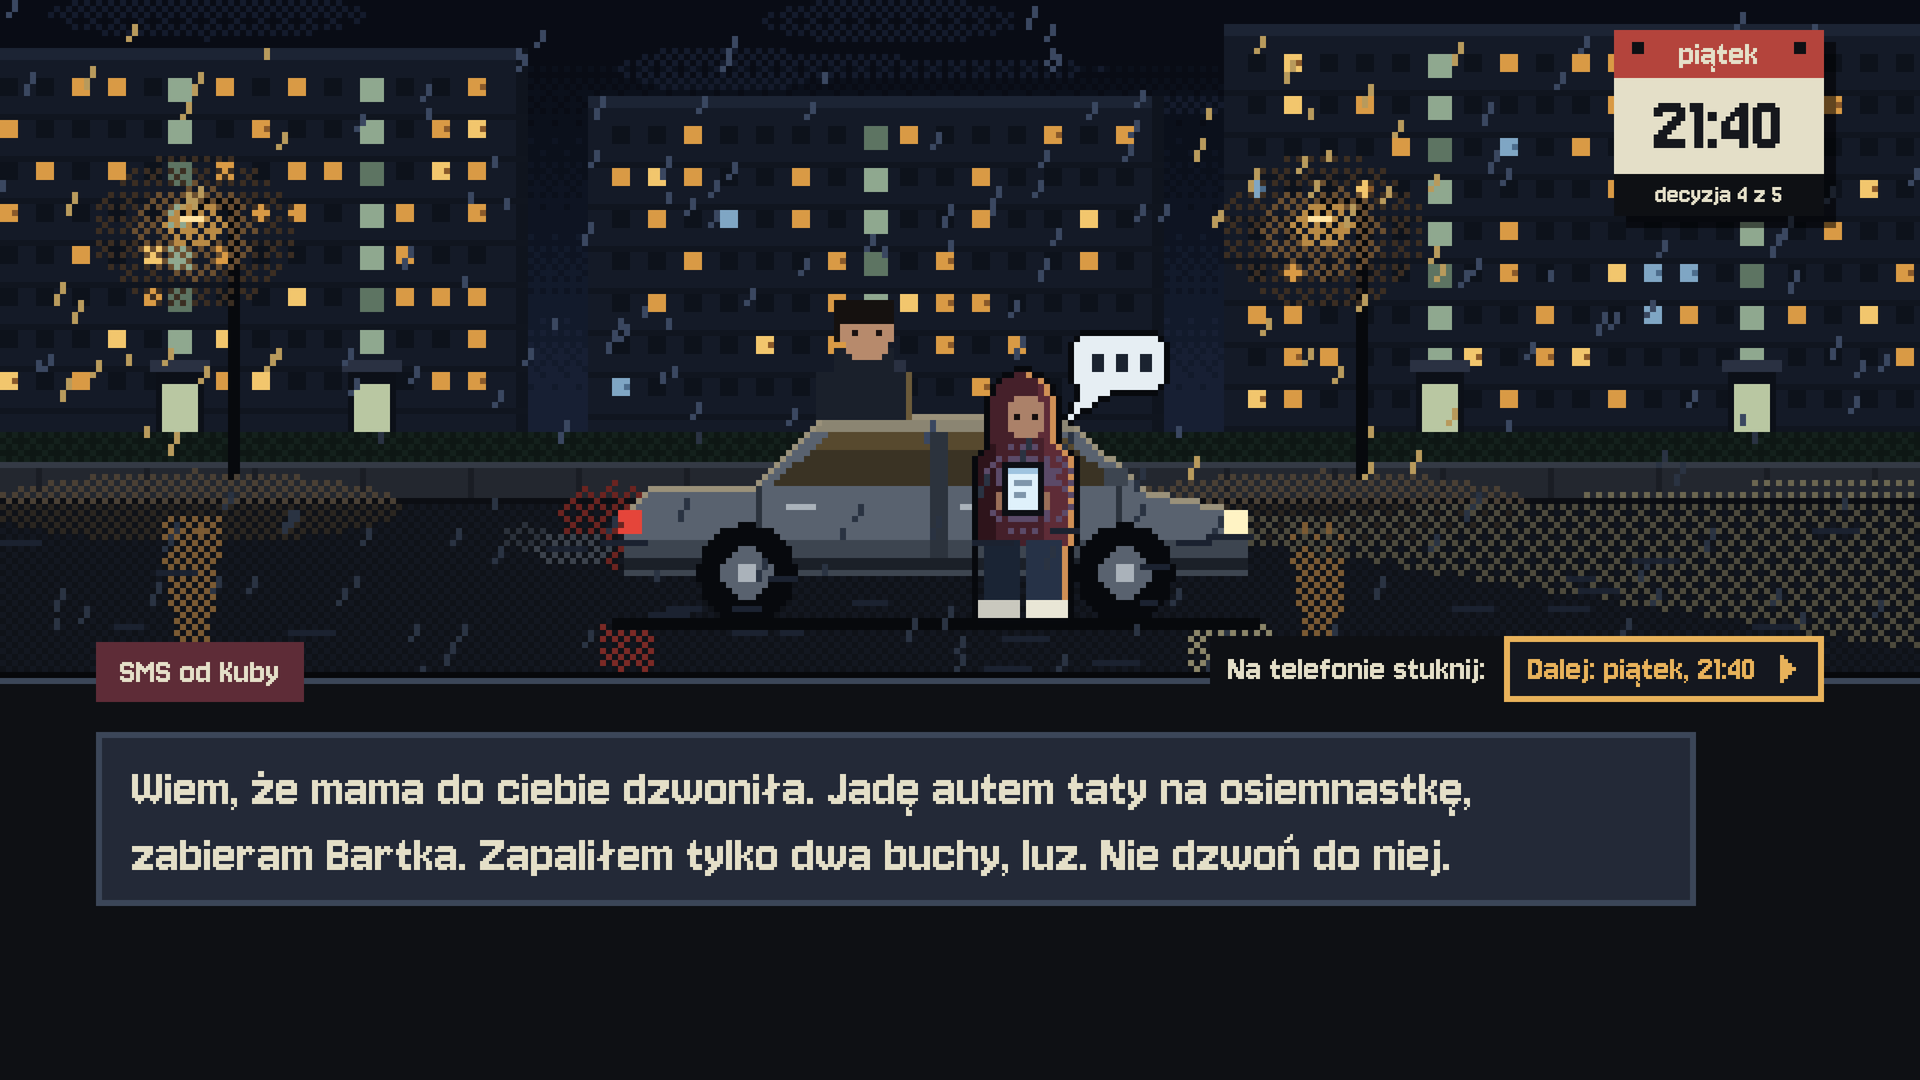 piątek
21:40
decyzja 4 z 5
SMS od Kuby
Na telefonie stuknij:
Dalej: piątek, 21:40
Wiem, że mama do ciebie dzwoniła. Jadę autem taty na osiemnastkę,
zabieram Bartka. Zapaliłem tylko dwa buchy, luz. Nie dzwoń do niej.